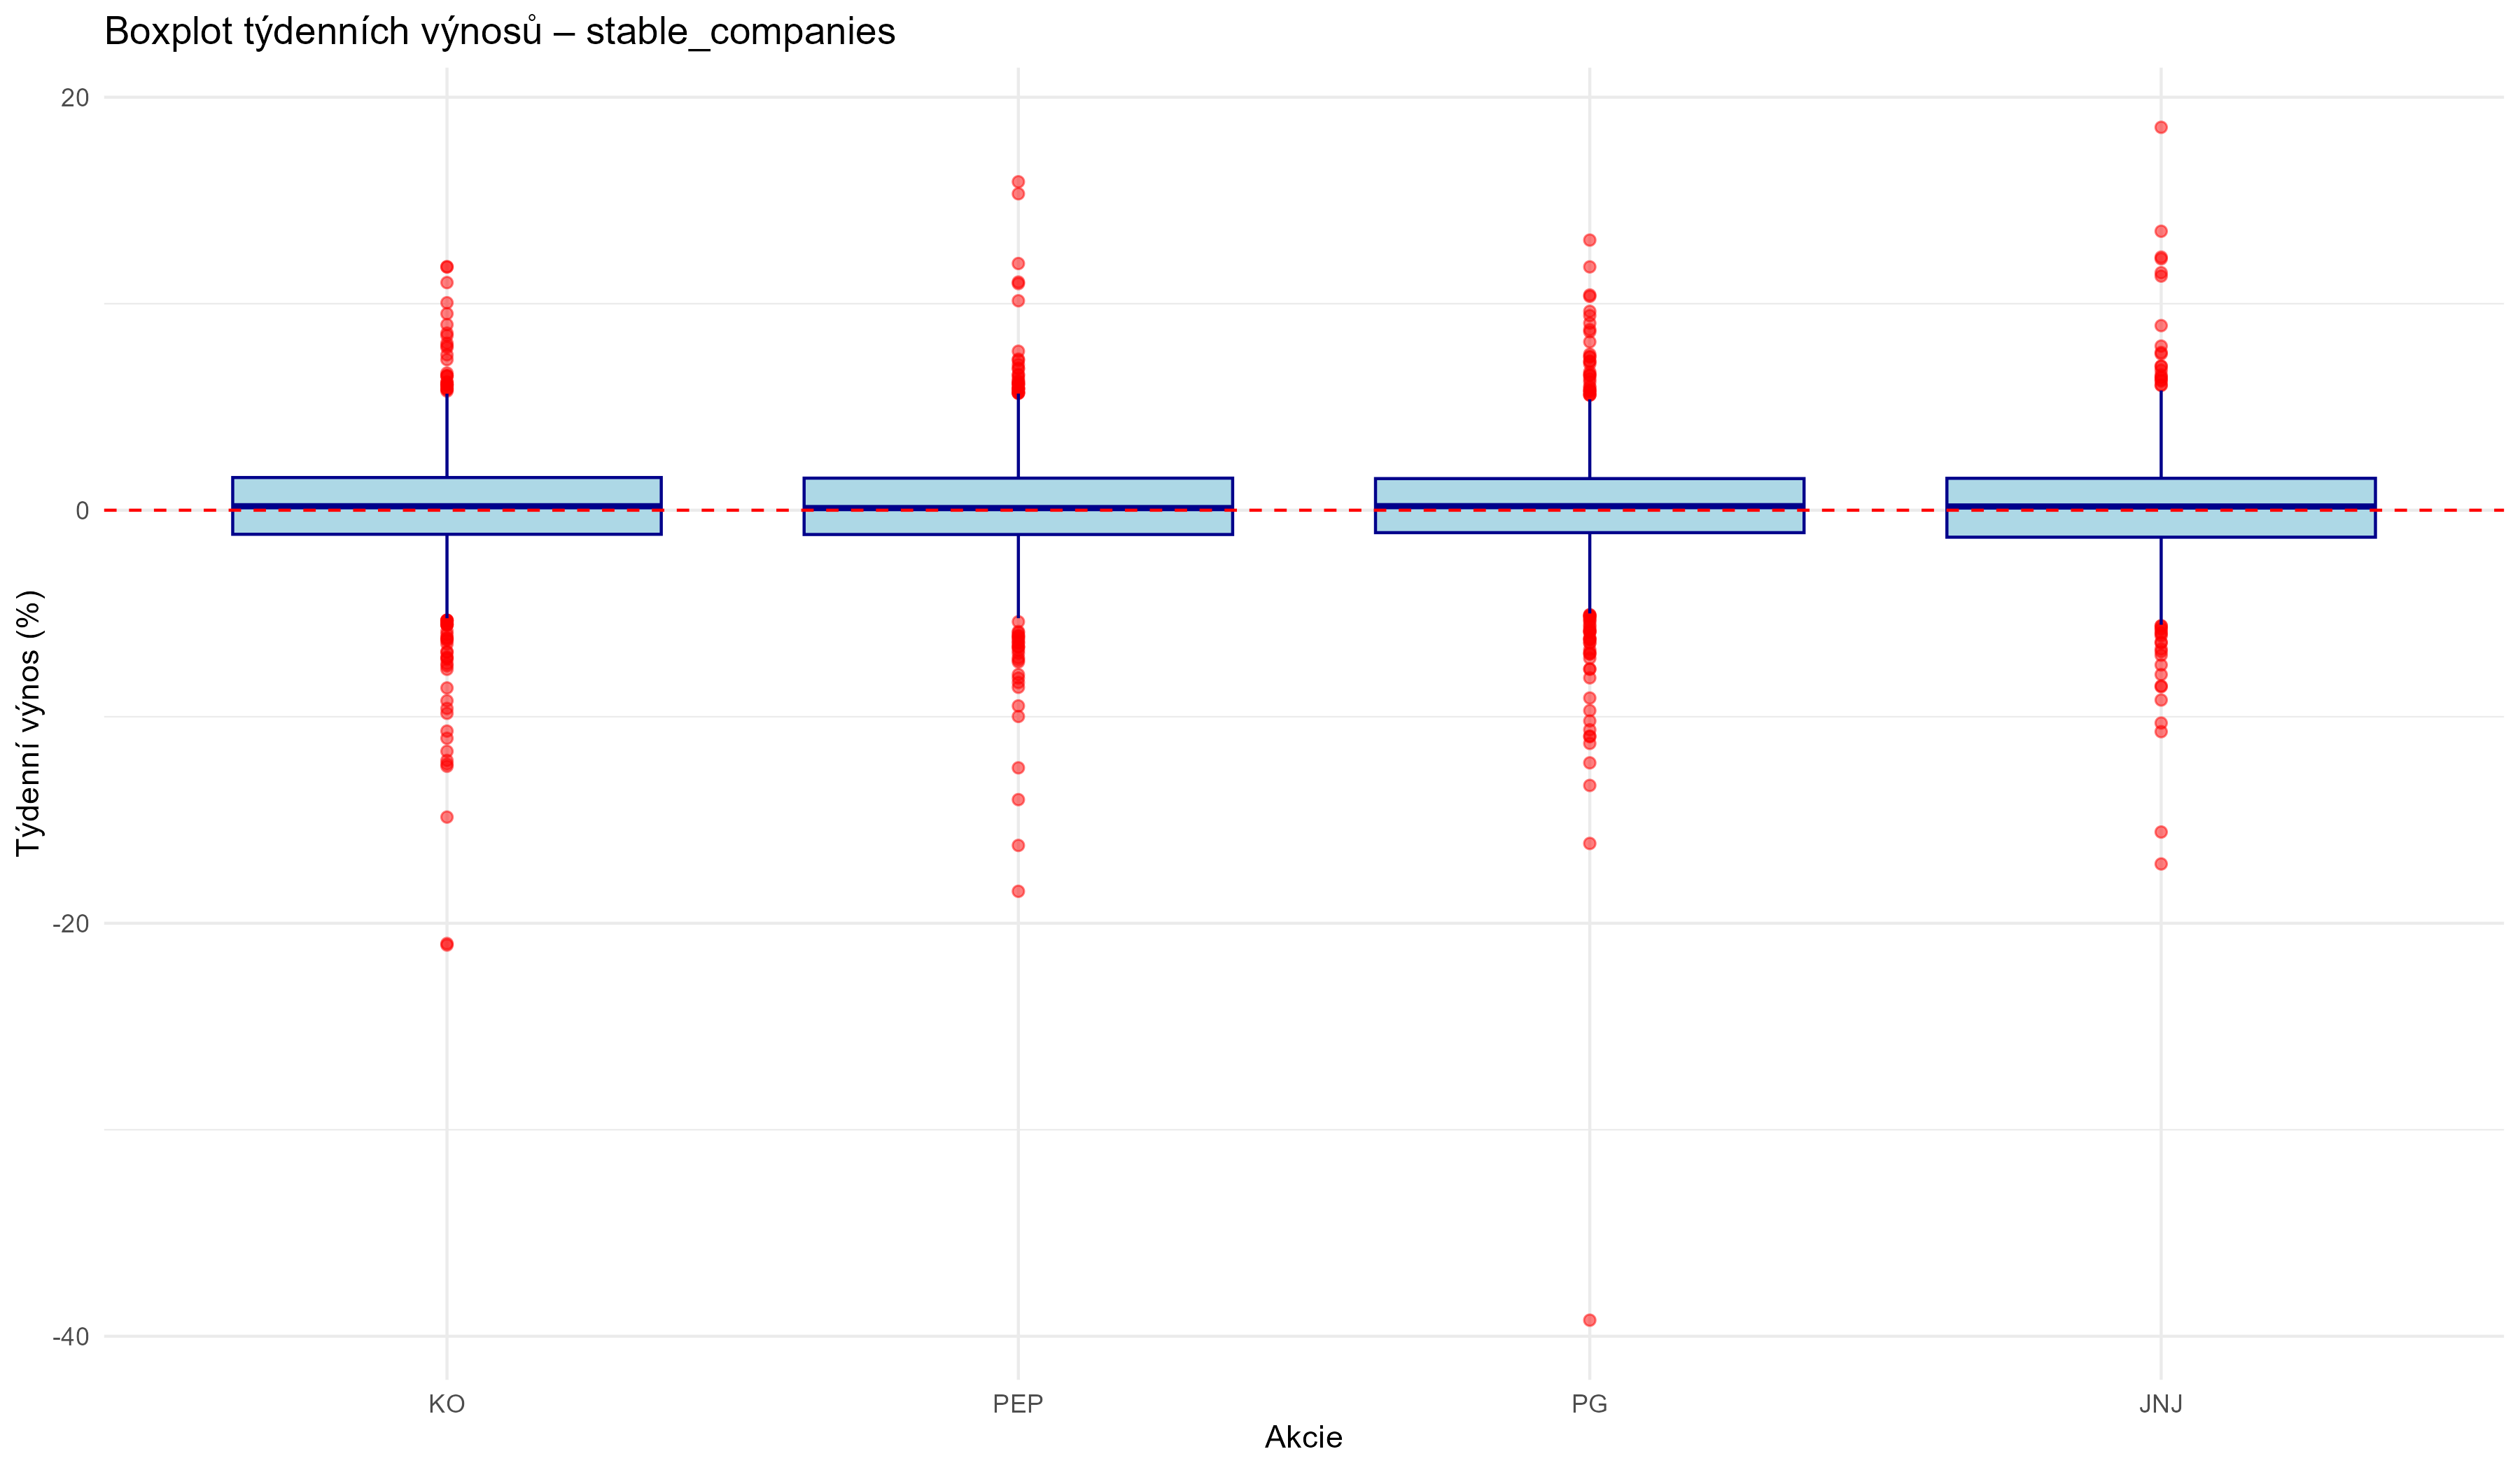 Boxplot týdenních výnosů – stable_companies
20
0
-20
-40
Týdenní výnos (%)
KO PEP PG JNJ
Akcie